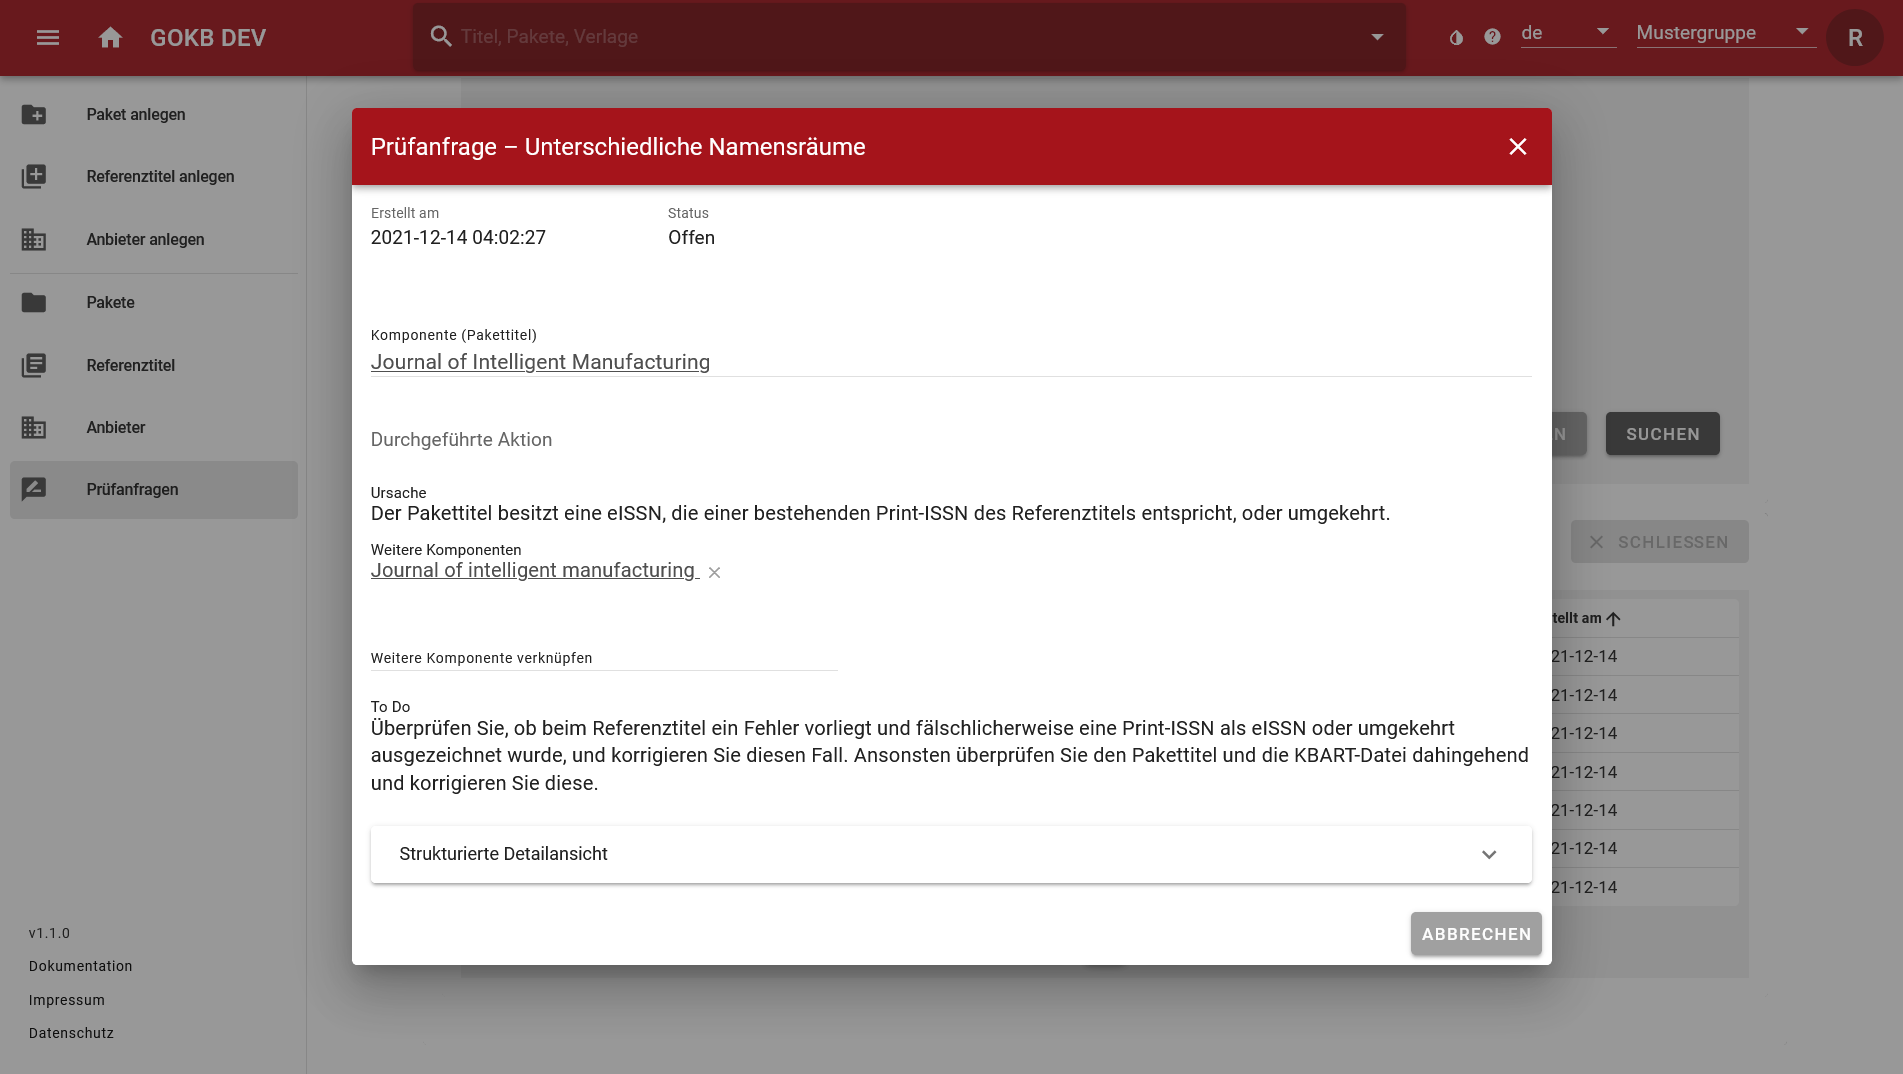 GOKB DEV
Titel, Pakete, Verlage
de
Mustergruppe
R
Paket anlegen
Referenztitel anlegen
Anbieter anlegen
Pakete
Referenztitel
Anbieter
Prüfanfragen
v1.1.0
Dokumentation
Impressum
Datenschutz
Prüfanfrage – Unterschiedliche Namensräume
Erstellt am
Status
2021-12-14 04:02:27
Offen
Komponente (Pakettitel)
Journal of Intelligent Manufacturing
Durchgeführte Aktion
Ursache
Der Pakettitel besitzt eine eISSN, die einer bestehenden Print-ISSN des Referenztitels entspricht, oder umgekehrt.
Weitere Komponenten
Journal of intelligent manufacturing
Weitere Komponente verknüpfen
To Do
Überprüfen Sie, ob beim Referenztitel ein Fehler vorliegt und fälschlicherweise eine Print-ISSN als eISSN oder umgekehrt
ausgezeichnet wurde, und korrigieren Sie diesen Fall. Ansonsten überprüfen Sie den Pakettitel und die KBART-Datei dahingehend
und korrigieren Sie diese.
Strukturierte Detailansicht
ABBRECHEN
N
SUCHEN
SCHLIESSEN
tellt am
21-12-14
21-12-14
21-12-14
21-12-14
21-12-14
21-12-14
21-12-14